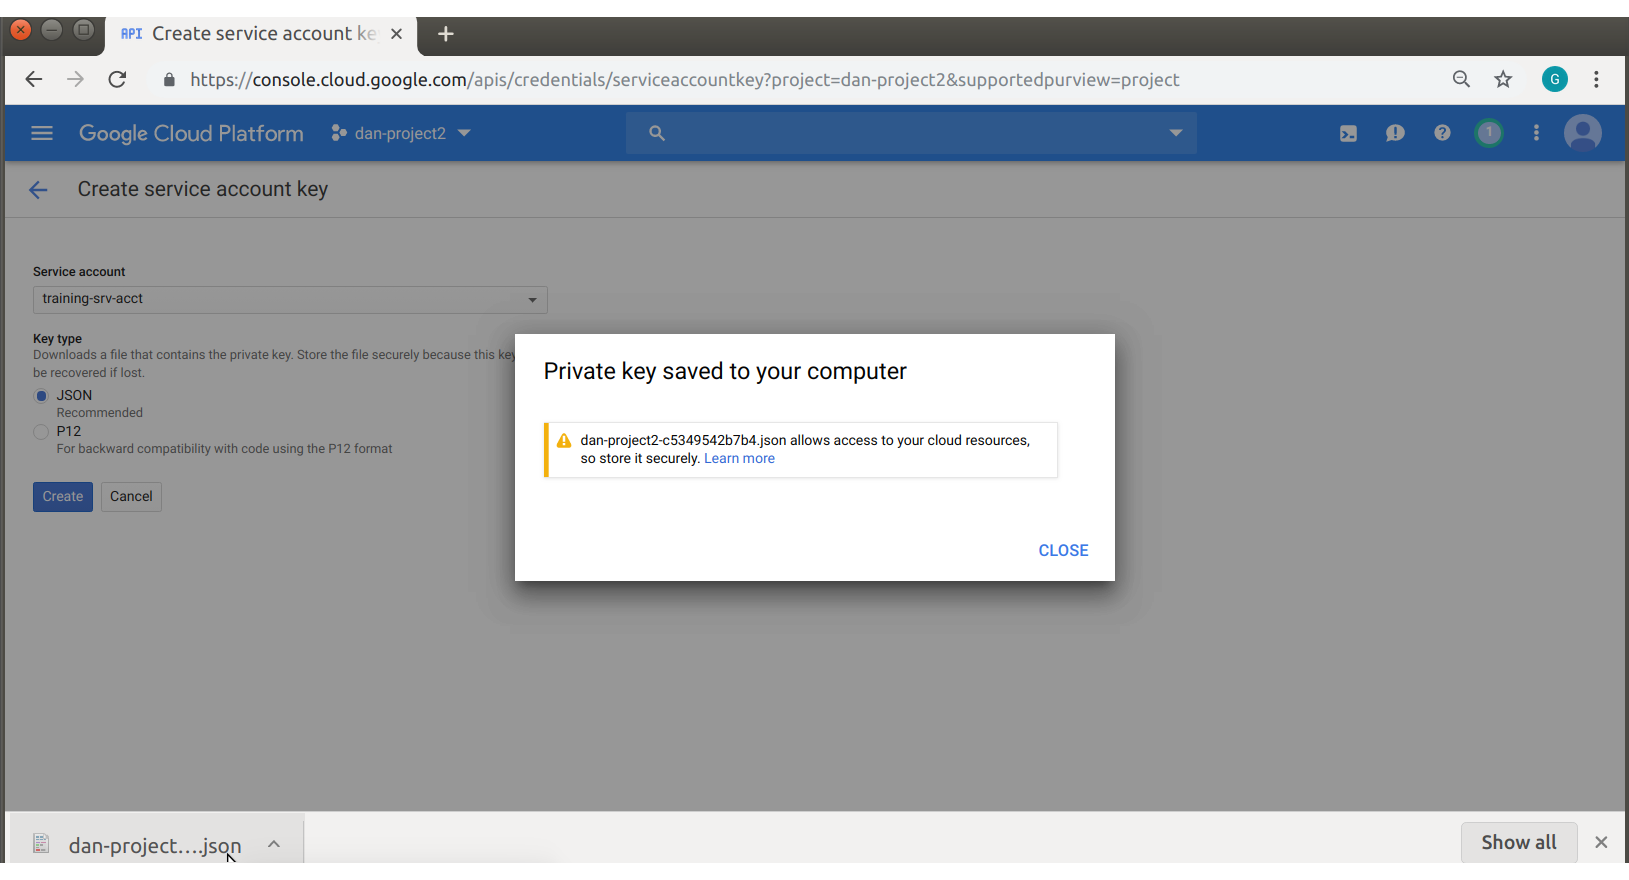 API Create service account ke
https://console.cloud.google.com/apis/credentials/serviceaccountkey?project=dan-project2&supportedpurview=project
G
Google Cloud Platform dan-project2
1
Create service account key
Service account
training-srv-acct
Key type
Downloads a file that contains the private key. Store the file securely because this key
be recovered if lost.
JSON
Recommended
P12
For backward compatibility with code using the P12 format
Create Cancel
Private key saved to your computer
dan-project2-c5349542b7b4.json allows access to your cloud resources,
so store it securely. Learn more
CLOSE
dan-project....json
Show all